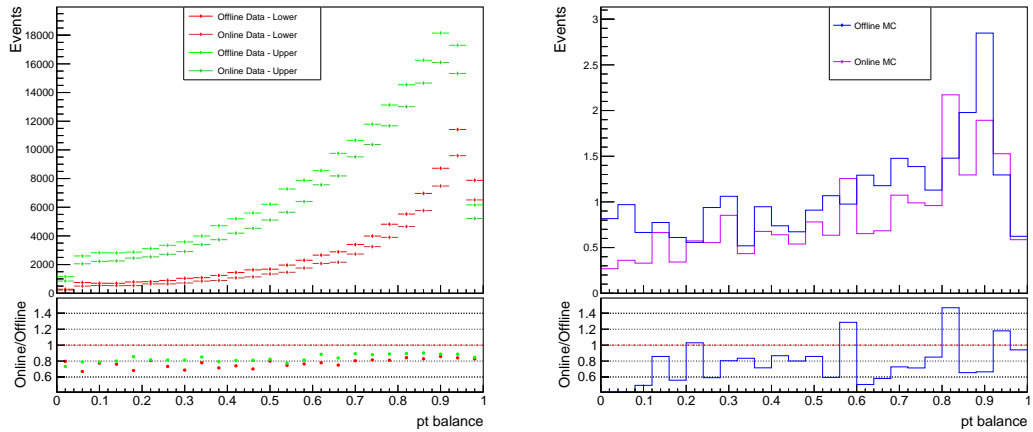 Events
18000
16000
14000
12000
10000
8000
6000
4000
2000
0
Offline Data - Lower
Online Data - Lower
Offline Data - Upper
Online Data - Upper
Online/Offline
1.4
1.2
1
0.8
0.6
0 0.1 0.2 0.3 0.4 0.5 0.6 0.7 0.8 0.9 1
pt balance
Events
3
2.5
2
1.5
1
0.5
0
Offline MC
Online MC
Online/Offline
1.4
1.2
1
0.8
0.6
0 0.1 0.2 0.3 0.4 0.5 0.6 0.7 0.8 0.9 1
pt balance